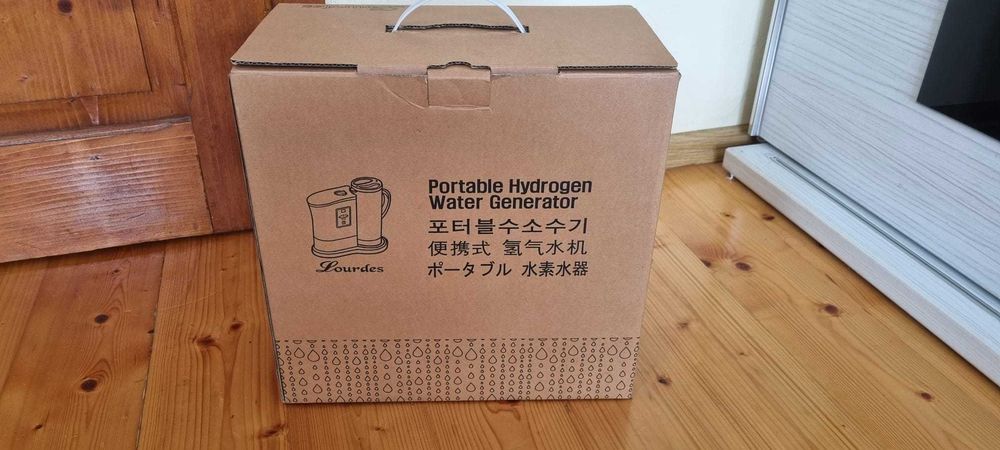 Portable Hydrogen
Water Generator
포터블수소수기
便携式 氢气水机
ポータブル 水素水器
Lourdes